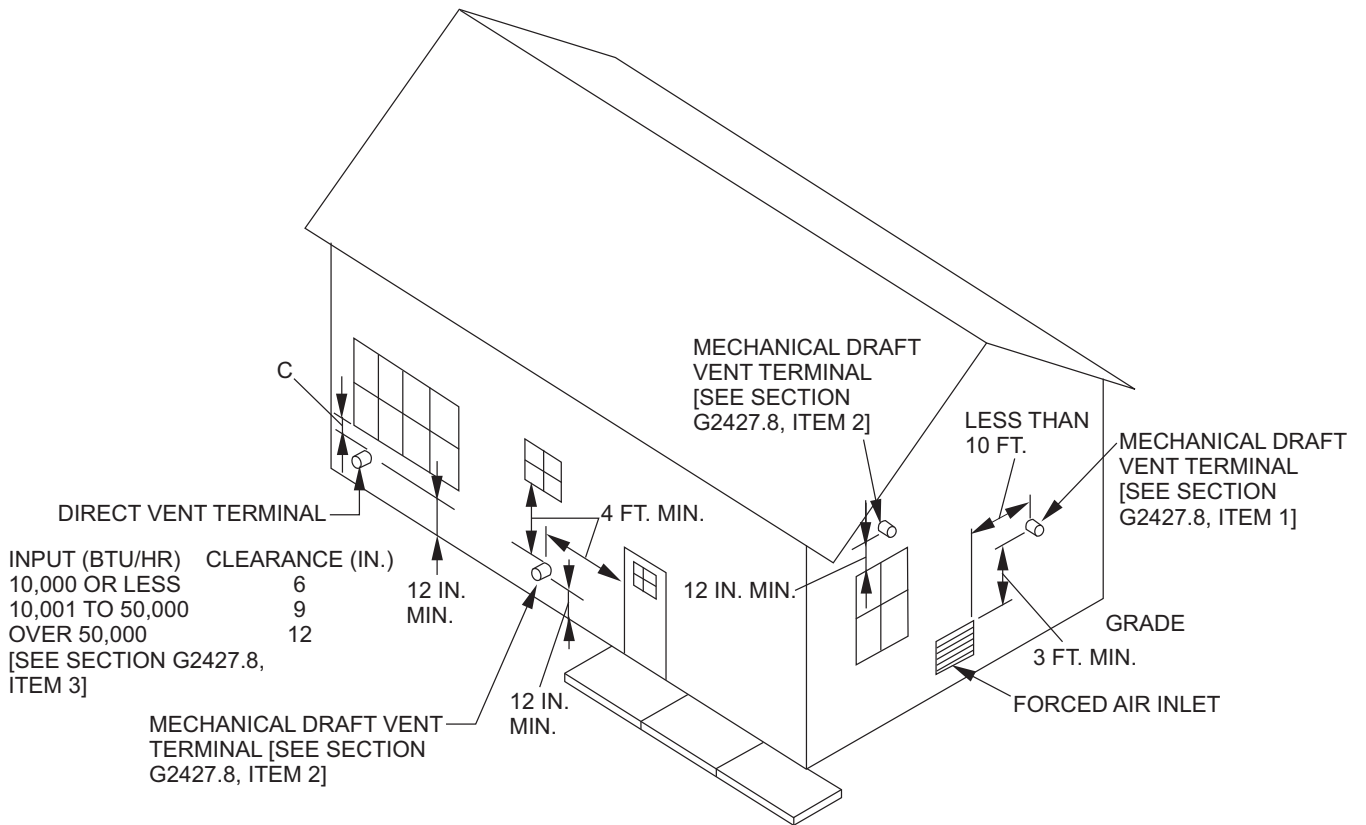 MECHANICAL DRAFT
VENT TERMINAL
[SEE SECTION
G2427.8, ITEM 2]
LESS THAN
10 FT.
MECHANICAL DRAFT
VENT TERMINAL
[SEE SECTION
G2427.8, ITEM 1]
C
DIRECT VENT TERMINAL
4 FT. MIN.
INPUT (BTU/HR) CLEARANCE (IN.)
10,000 OR LESS 6
10,001 TO 50,000 9
OVER 50,000 12
[SEE SECTION G2427.8,
ITEM 3]
12 IN.
MIN.
12 IN. MIN.
GRADE
3 FT. MIN.
FORCED AIR INLET
12 IN.
MIN.
MECHANICAL DRAFT VENT
TERMINAL [SEE SECTION
G2427.8, ITEM 2]